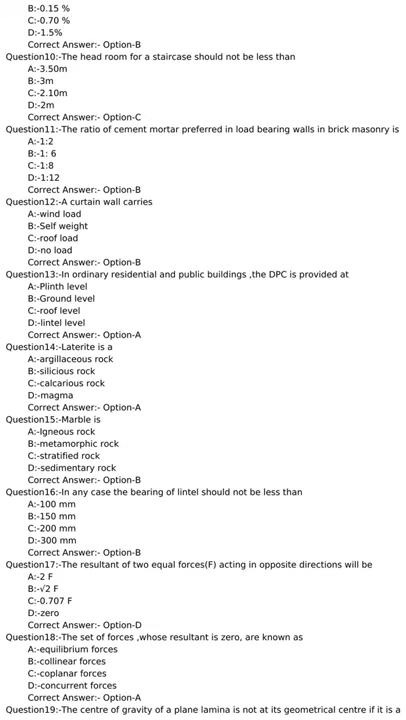 B:-0.15 %
C:-0.70 %
D:-1.5%
Correct Answer:- Option-B
Question10:-The head room for a staircase should not be less than
A:-3.50m
B:-3m
C:-2.10m
D:-2m
Correct Answer:- Option-C
Question11:-The ratio of cement mortar preferred in load bearing walls in brick masonry is
A:-1:2
B:-1: 6
C:-1:8
D:-1:12
Correct Answer:- Option-B
Question12:-A curtain wall carries
A:-wind load
B:-Self weight
C:-roof load
D:-no load
Correct Answer:- Option-B
Question13:-In ordinary residential and public buildings ,the DPC is provided at
A:-Plinth level
B:-Ground level
C:-roof level
D:-lintel level
Correct Answer:- Option-A
Question14:-Laterite is a
A:-argillaceous rock
B:-silicious rock
C:-calcarious rock
D:-magma
Correct Answer:- Option-A
Question15:-Marble is
A:-Igneous rock
B:-metamorphic rock
C:-stratified rock
D:-sedimentary rock
Correct Answer:- Option-B
Question16:-In any case the bearing of lintel should not be less than
A:-100 mm
B:-150 mm
C:-200 mm
D:-300 mm
Correct Answer:- Option-B
Question17:-The resultant of two equal forces(F) acting in opposite directions will be
A:-2 F
B:-√2 F
C:-0.707 F
D:-zero
Correct Answer:- Option-D
Question18:-The set of forces ,whose resultant is zero, are known as
A:-equilibrium forces
B:-collinear forces
C:-coplanar forces
D:-concurrent forces
Correct Answer:- Option-A
Question19:-The centre of gravity of a plane lamina is not at its geometrical centre if it is a